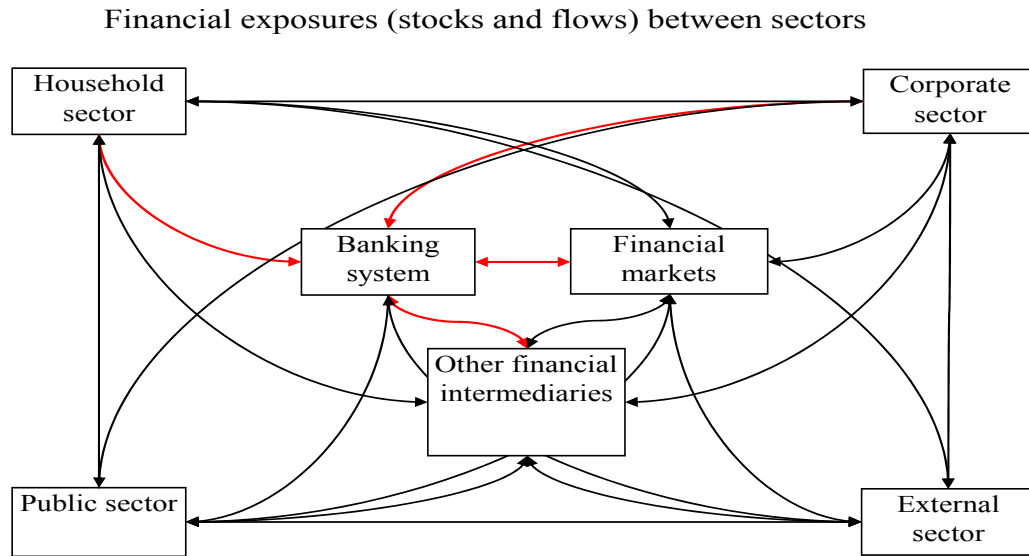 Financial exposures (stocks and flows) between sectors
Household
sector
Corporate
sector
Banking
system
Financial
markets
Other financial
intermediaries
Public sector
External
sector